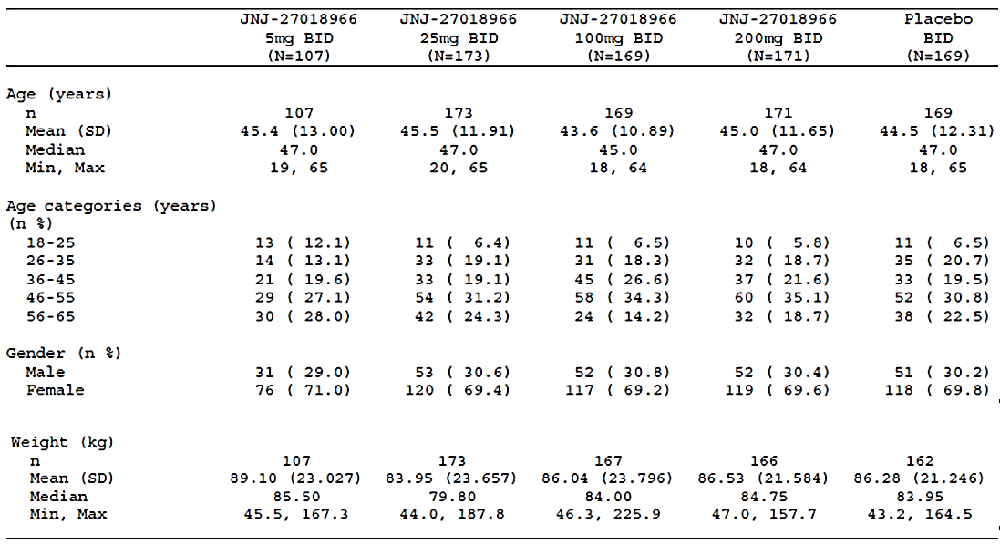 JNJ-27018966 JNJ-27018966 JNJ-27018966 JNJ-27018966 Placebo
5mg BID 25mg BID 100mg BID 200mg BID BID
(N=107) (N=173) (N=169) (N=171) (N=169)
Age (years)
n 107 173 169 171 169
Mean (SD) 45.4 (13.00) 45.5 (11.91) 43.6 (10.89) 45.0 (11.65) 44.5 (12.31)
Median 47.0 47.0 45.0 47.0 47.0
Min, Max 19, 65 20, 65 18, 64 18, 64 18, 65
Age categories (years)
(n %)
18-25 13 ( 12.1) 11 ( 6.4) 11 ( 6.5) 10 ( 5.8) 11 ( 6.5)
26-35 14 ( 13.1) 33 ( 19.1) 31 ( 18.3) 32 ( 18.7) 35 ( 20.7)
36-45 21 ( 19.6) 33 ( 19.1) 45 ( 26.6) 37 ( 21.6) 33 ( 19.5)
46-55 29 ( 27.1) 54 ( 31.2) 58 ( 34.3) 60 ( 35.1) 52 ( 30.8)
56-65 30 ( 28.0) 42 ( 24.3) 24 ( 14.2) 32 ( 18.7) 38 ( 22.5)
Gender (n %)
Male 31 ( 29.0) 53 ( 30.6) 52 ( 30.8) 52 ( 30.4) 51 ( 30.2)
Female 76 ( 71.0) 120 ( 69.4) 117 ( 69.2) 119 ( 69.6) 118 ( 69.8)
Weight (kg)
n 107 173 167 166 162
Mean (SD) 89.10 (23.027) 83.95 (23.657) 86.04 (23.796) 86.53 (21.584) 86.28 (21.246)
Median 85.50 79.80 84.00 84.75 83.95
Min, Max 45.5, 167.3 44.0, 187.8 46.3, 225.9 47.0, 157.7 43.2, 164.5